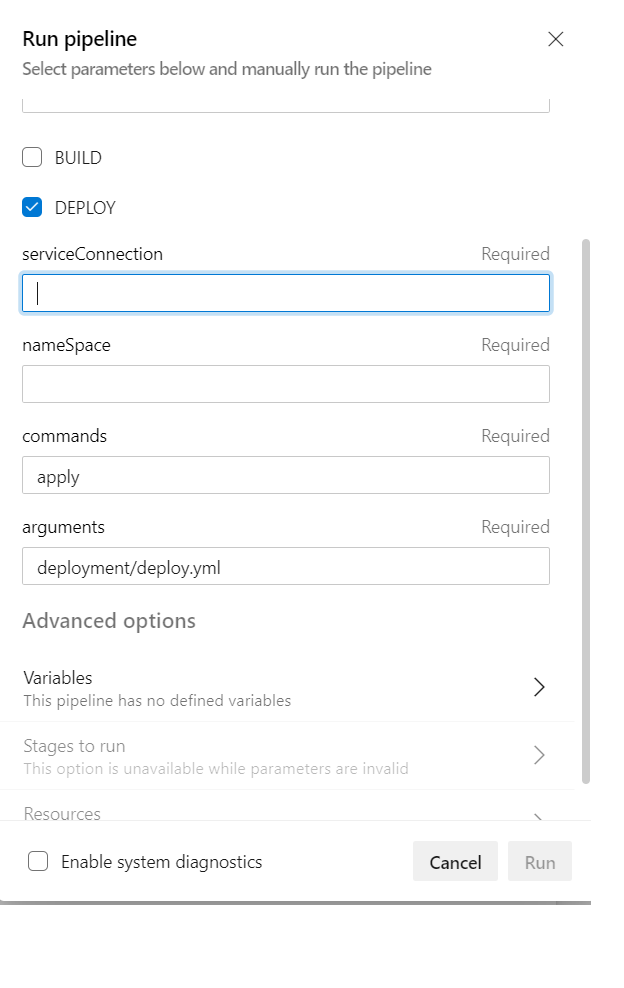 Run pipeline
Select parameters below and manually run the pipeline
BUILD
DEPLOY
serviceConnection Required
nameSpace Required
commands Required
apply
arguments Required
deployment/deploy.yml
Advanced options
Variables
This pipeline has no defined variables
Stages to run
This option is unavailable while parameters are invalid
Resources
Enable system diagnostics Cancel Run